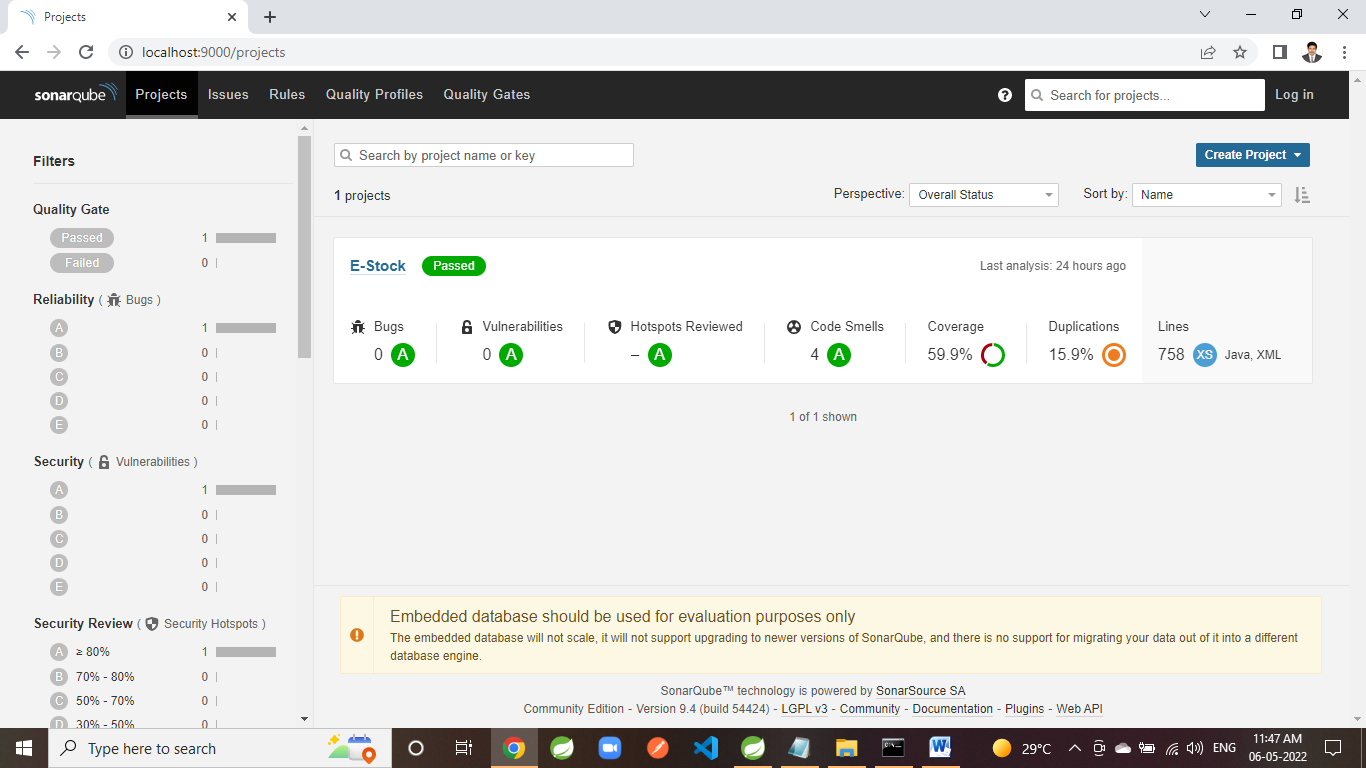 Projects
localhost:9000/projects
sonarqube Projects Issues Rules Quality Profiles Quality Gates Search for projects... Log in
Filters
Quality Gate
Passed 1
Failed 0
Reliability ( Bugs )
A 1
B 0
C 0
D 0
E 0
Security ( Vulnerabilities )
A 1
B 0
C 0
D 0
E 0
Security Review ( Security Hotspots )
A ≥ 80% 1
B 70% - 80% 0
C 50% - 70% 0
D 30% - 50% 0
Search by project name or key Create Project
1 projects Perspective: Overall Status Sort by: Name
E-Stock Passed Last analysis: 24 hours ago
Bugs Vulnerabilities Hotspots Reviewed Code Smells Coverage Duplications Lines
0 A 0 A – A 4 A 59.9% 15.9% 758 XS Java, XML
1 of 1 shown
Embedded database should be used for evaluation purposes only
The embedded database will not scale, it will not support upgrading to newer versions of SonarQube, and there is no support for migrating your data out of it into a different
database engine.
SonarQube™ technology is powered by SonarSource SA
Community Edition - Version 9.4 (build 54424) - LGPL v3 - Community - Documentation - Plugins - Web API
Type here to search 29°C ENG 11:47 AM
06-05-2022